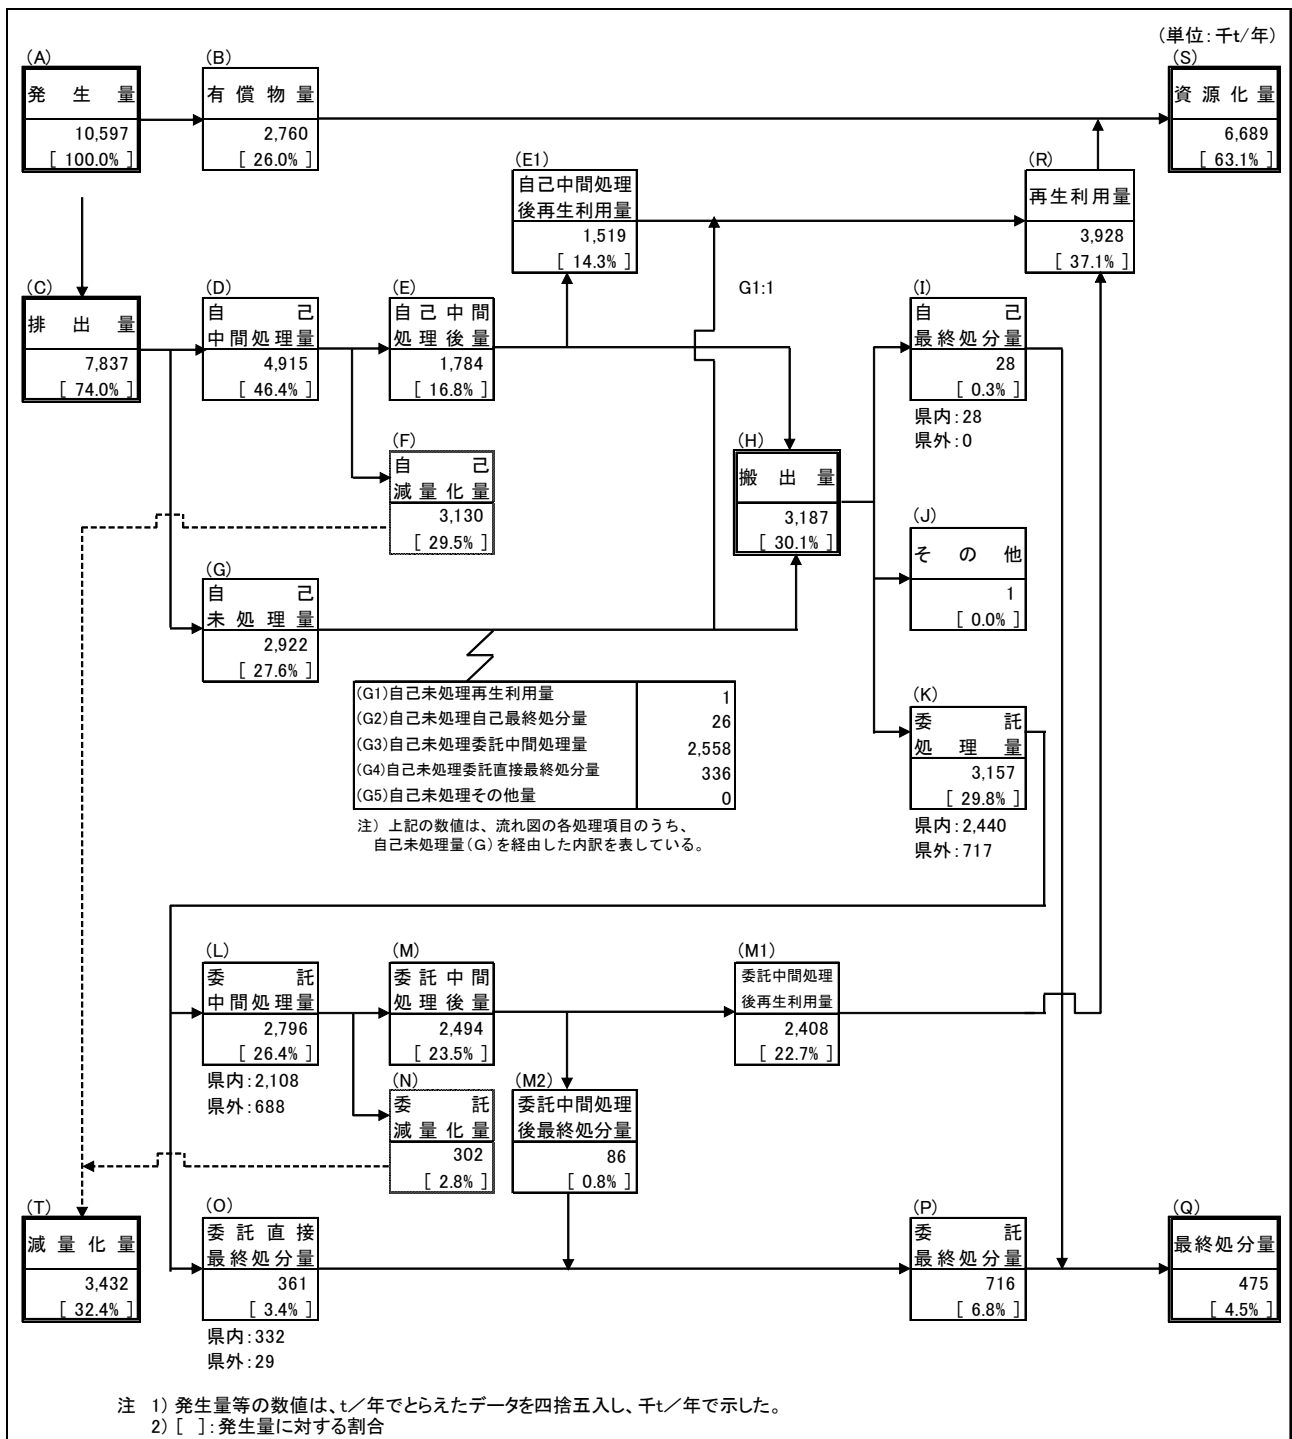 (単位:千t/年)
(A)
発生量
10,597
[ 100.0% ]
(B)
有償物量
2,760
[ 26.0% ]
(S)
資源化量
6,689
[ 63.1% ]
(E1)
自己中間処理
後再生利用量
1,519
[ 14.3% ]
(R)
再生利用量
3,928
[ 37.1% ]
G1:1
(C)
排出量
7,837
[ 74.0% ]
(D)
自己
中間処理量
4,915
[ 46.4% ]
(E)
自己中間
処理後量
1,784
[ 16.8% ]
(I)
自己
最終処分量
28
[ 0.3% ]
県内:28
県外:0
(F)
自己
減量化量
3,130
[ 29.5% ]
(H)
搬出量
3,187
[ 30.1% ]
(J)
その他
1
[ 0.0% ]
(G)
自己
未処理量
2,922
[ 27.6% ]
(G1)自己未処理再生利用量 1
(G2)自己未処理自己最終処分量 26
(G3)自己未処理委託中間処理量 2,558
(G4)自己未処理委託直接最終処分量 336
(G5)自己未処理その他量 0
注)上記の数値は、流れ図の各処理項目のうち、
自己未処理量(G)を経由した内訳を表している。
(K)
委託
処理量
3,157
[ 29.8% ]
県内:2,440
県外:717
(L)
委託
中間処理量
2,796
[ 26.4% ]
県内:2,108
県外:688
(M)
委託中間
処理後量
2,494
[ 23.5% ]
(M1)
委託中間処理
後再生利用量
2,408
[ 22.7% ]
(N)
委託
減量化量
302
[ 2.8% ]
(M2)
委託中間処理
後最終処分量
86
[ 0.8% ]
(T)
減量化量
3,432
[ 32.4% ]
(O)
委託直接
最終処分量
361
[ 3.4% ]
県内:332
県外:29
(P)
委託
最終処分量
716
[ 6.8% ]
(Q)
最終処分量
475
[ 4.5% ]
注 1) 発生量等の数値は、t/年でとらえたデータを四捨五入し、千t/年で示した。
2) [ ]:発生量に対する割合